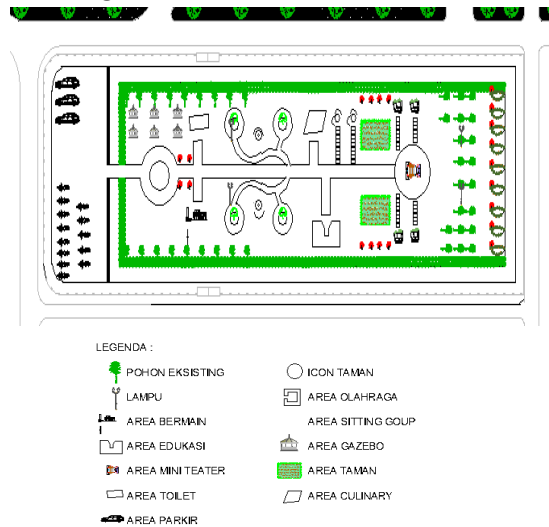 LEGENDA :
POHON EKSISTING
LAMPU
AREA BERMAIN
AREA EDUKASI
AREA MINI TEATER
AREA TOILET
AREA PARKIR
ICON TAMAN
AREA OLAHRAGA
AREA SITTING GOUP
AREA GAZEBO
AREA TAMAN
AREA CULINARY